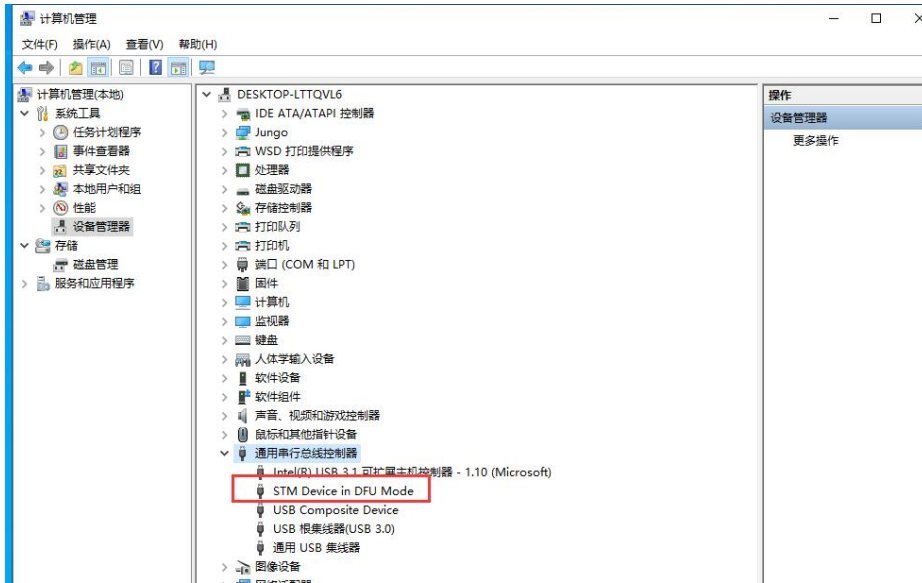 计算机管理
文件(F) 操作(A) 查看(V) 帮助(H)
计算机管理(本地)
系统工具
任务计划程序
事件查看器
共享文件夹
本地用户和组
性能
设备管理器
存储
磁盘管理
服务和应用程序
DESKTOP-LTTQVL6
IDE ATA/ATAPI 控制器
Jungo
WSD 打印提供程序
处理器
磁盘驱动器
存储控制器
打印队列
打印机
端口 (COM 和 LPT)
固件
计算机
监视器
键盘
人体学输入设备
软件设备
软件组件
声音、视频和游戏控制器
鼠标和其他指针设备
通用串行总线控制器
Intel(R) USB 3.1 可扩展主机控制器 - 1.10 (Microsoft)
STM Device in DFU Mode
USB Composite Device
USB 根集线器(USB 3.0)
通用 USB 集线器
图像设备
网络适配器
操作
设备管理器
更多操作